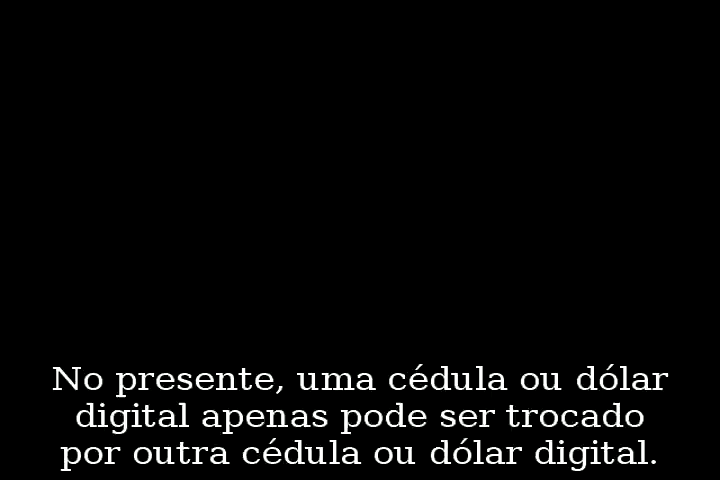 No presente, uma cédula ou dólar
digital apenas pode ser trocado
por outra cédula ou dólar digital.